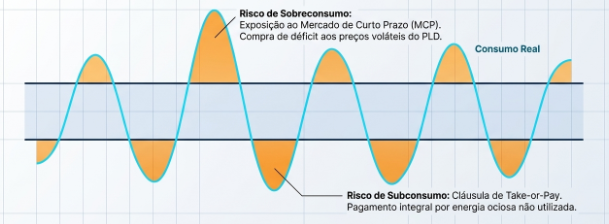 Risco de Sobreconsumo:
Exposição ao Mercado de Curto Prazo (MCP).
Compra de déficit aos preços voláteis do PLD.
Consumo Real
Risco de Subconsumo: Cláusula de Take-or-Pay.
Pagamento integral por energia ociosa não utilizada.